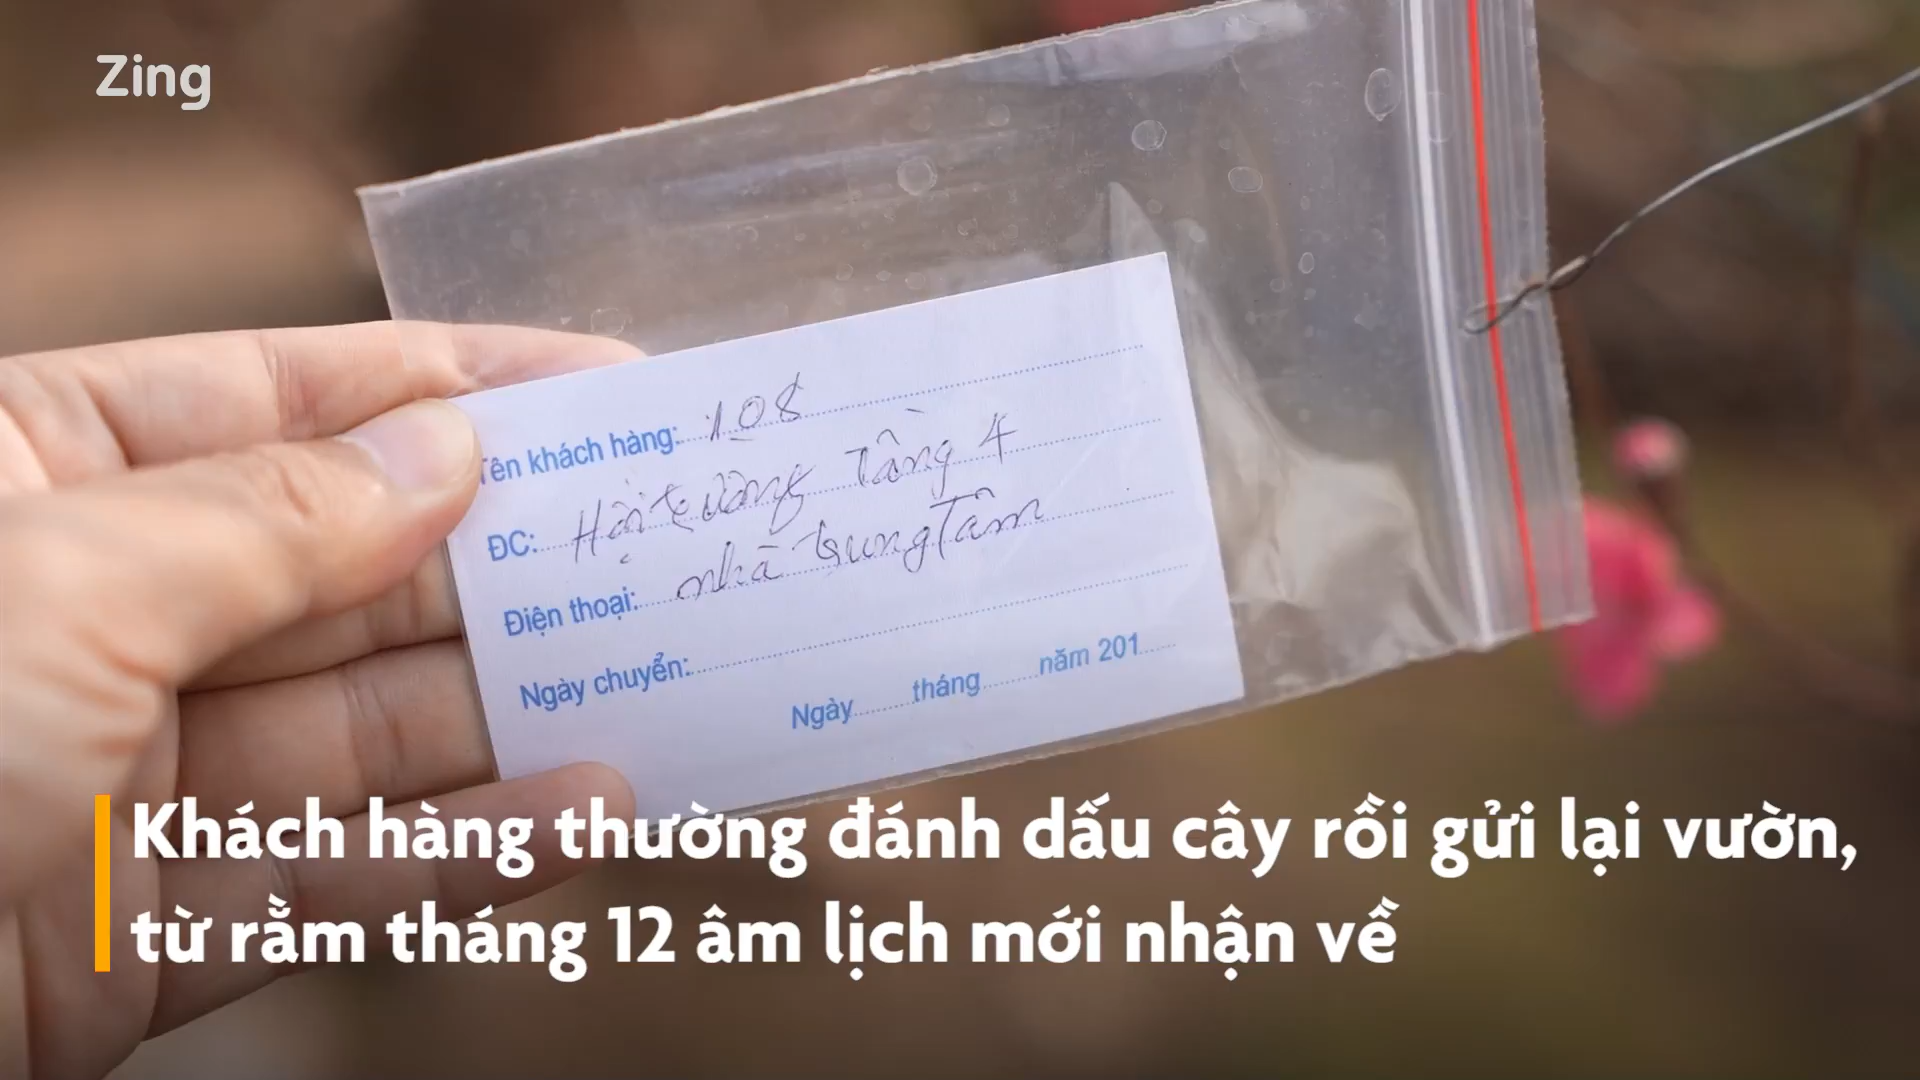 Zing
Tên khách hàng: 108
ĐC: Hội trường Tầng 4
Điện thoại: nhà trung Tâm
Ngày chuyển:
Ngày tháng năm 201
Khách hàng thường đánh dấu cây rồi gửi lại vườn,
từ rằm tháng 12 âm lịch mới nhận về